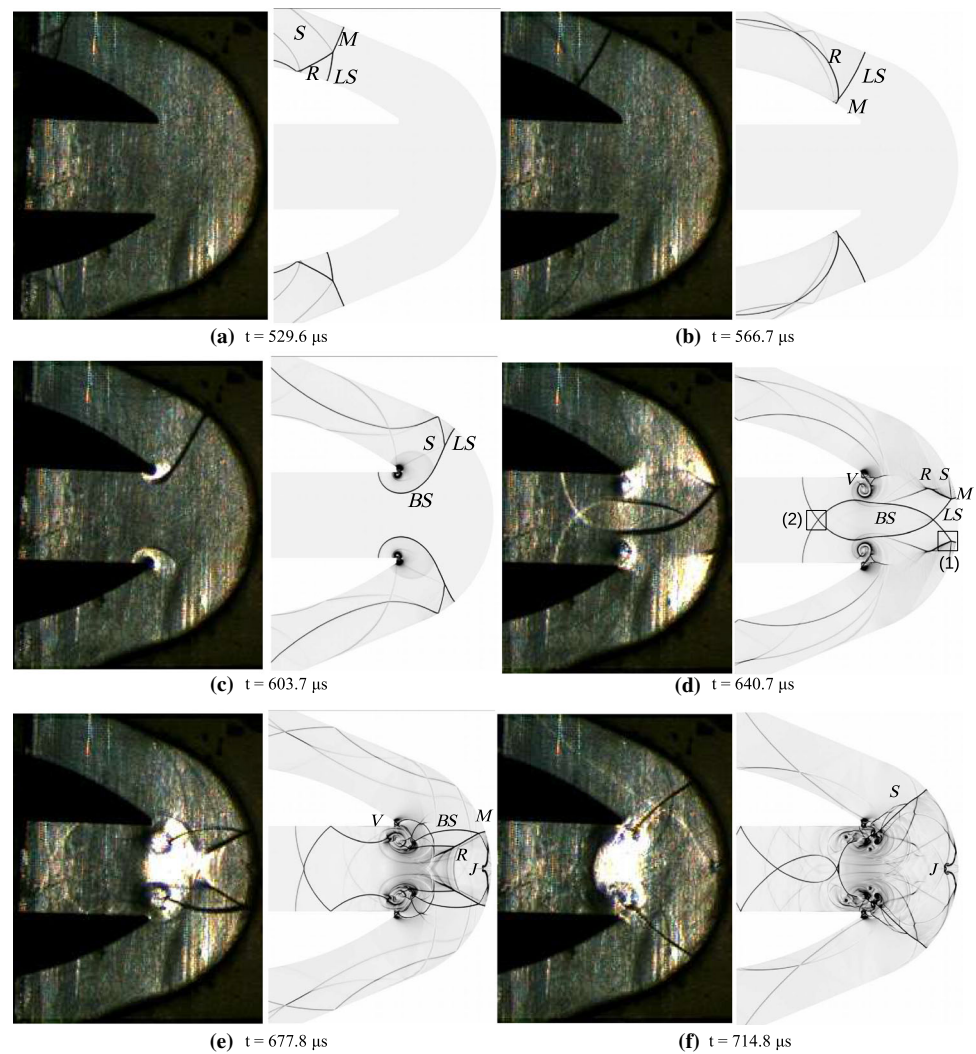 S M
R LS
R LS
M
(a) t = 529.6 μs
(b) t = 566.7 μs
S LS
BS
V R S M
(2) BS LS
(1)
(c) t = 603.7 μs
(d) t = 640.7 μs
V BS M
R J
S
J
(e) t = 677.8 μs
(f) t = 714.8 μs